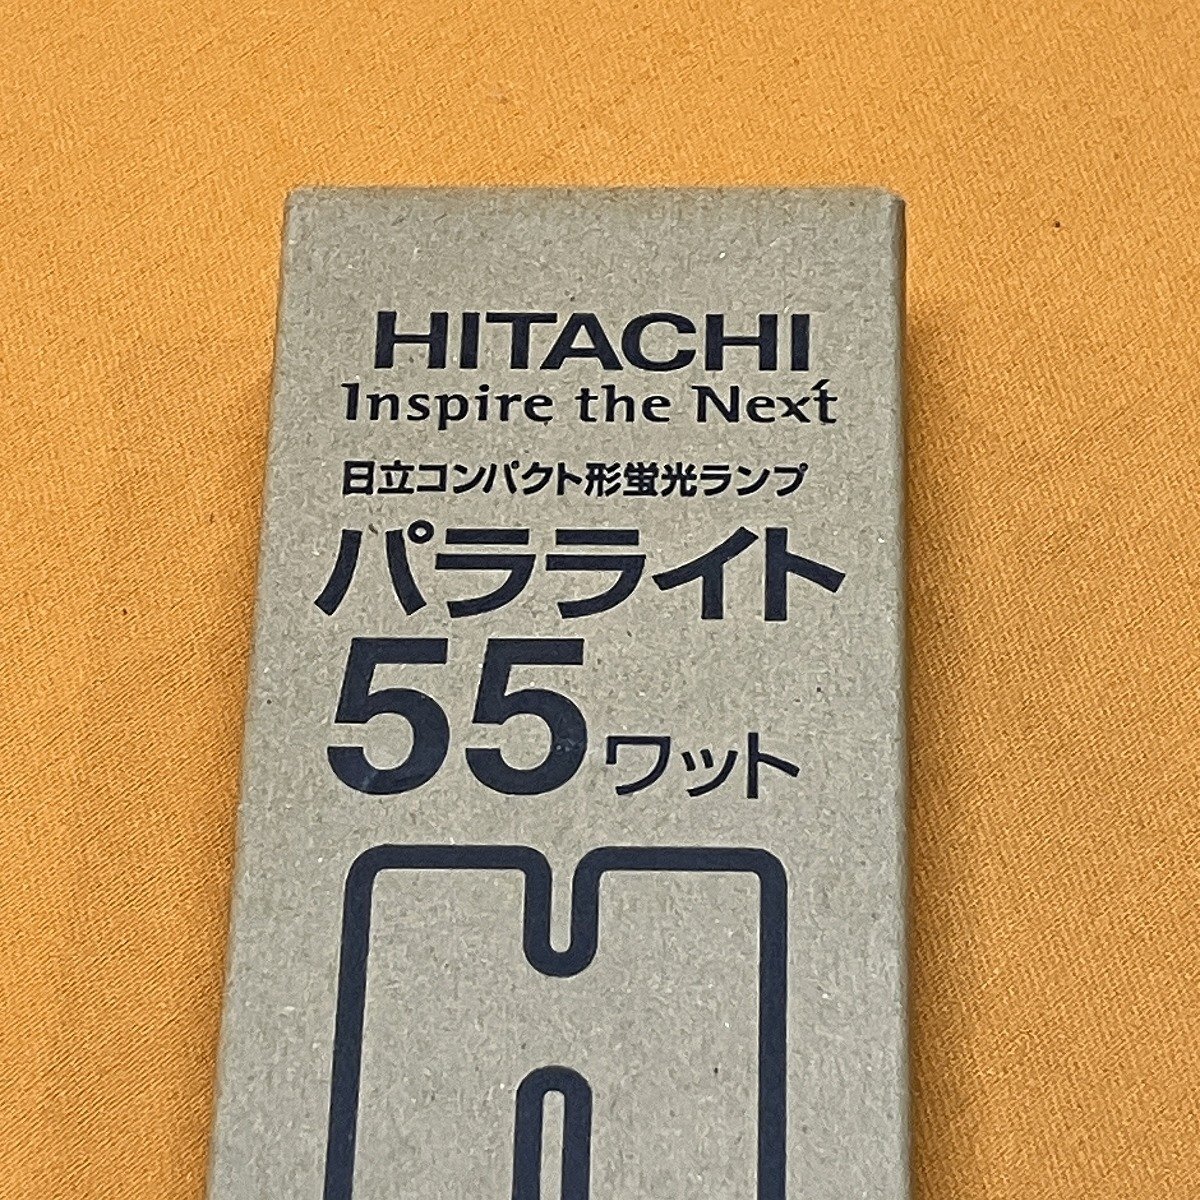 HITACHI
Inspire the Next
日立コンパクト形蛍光ランプ
パラライト
55ワット